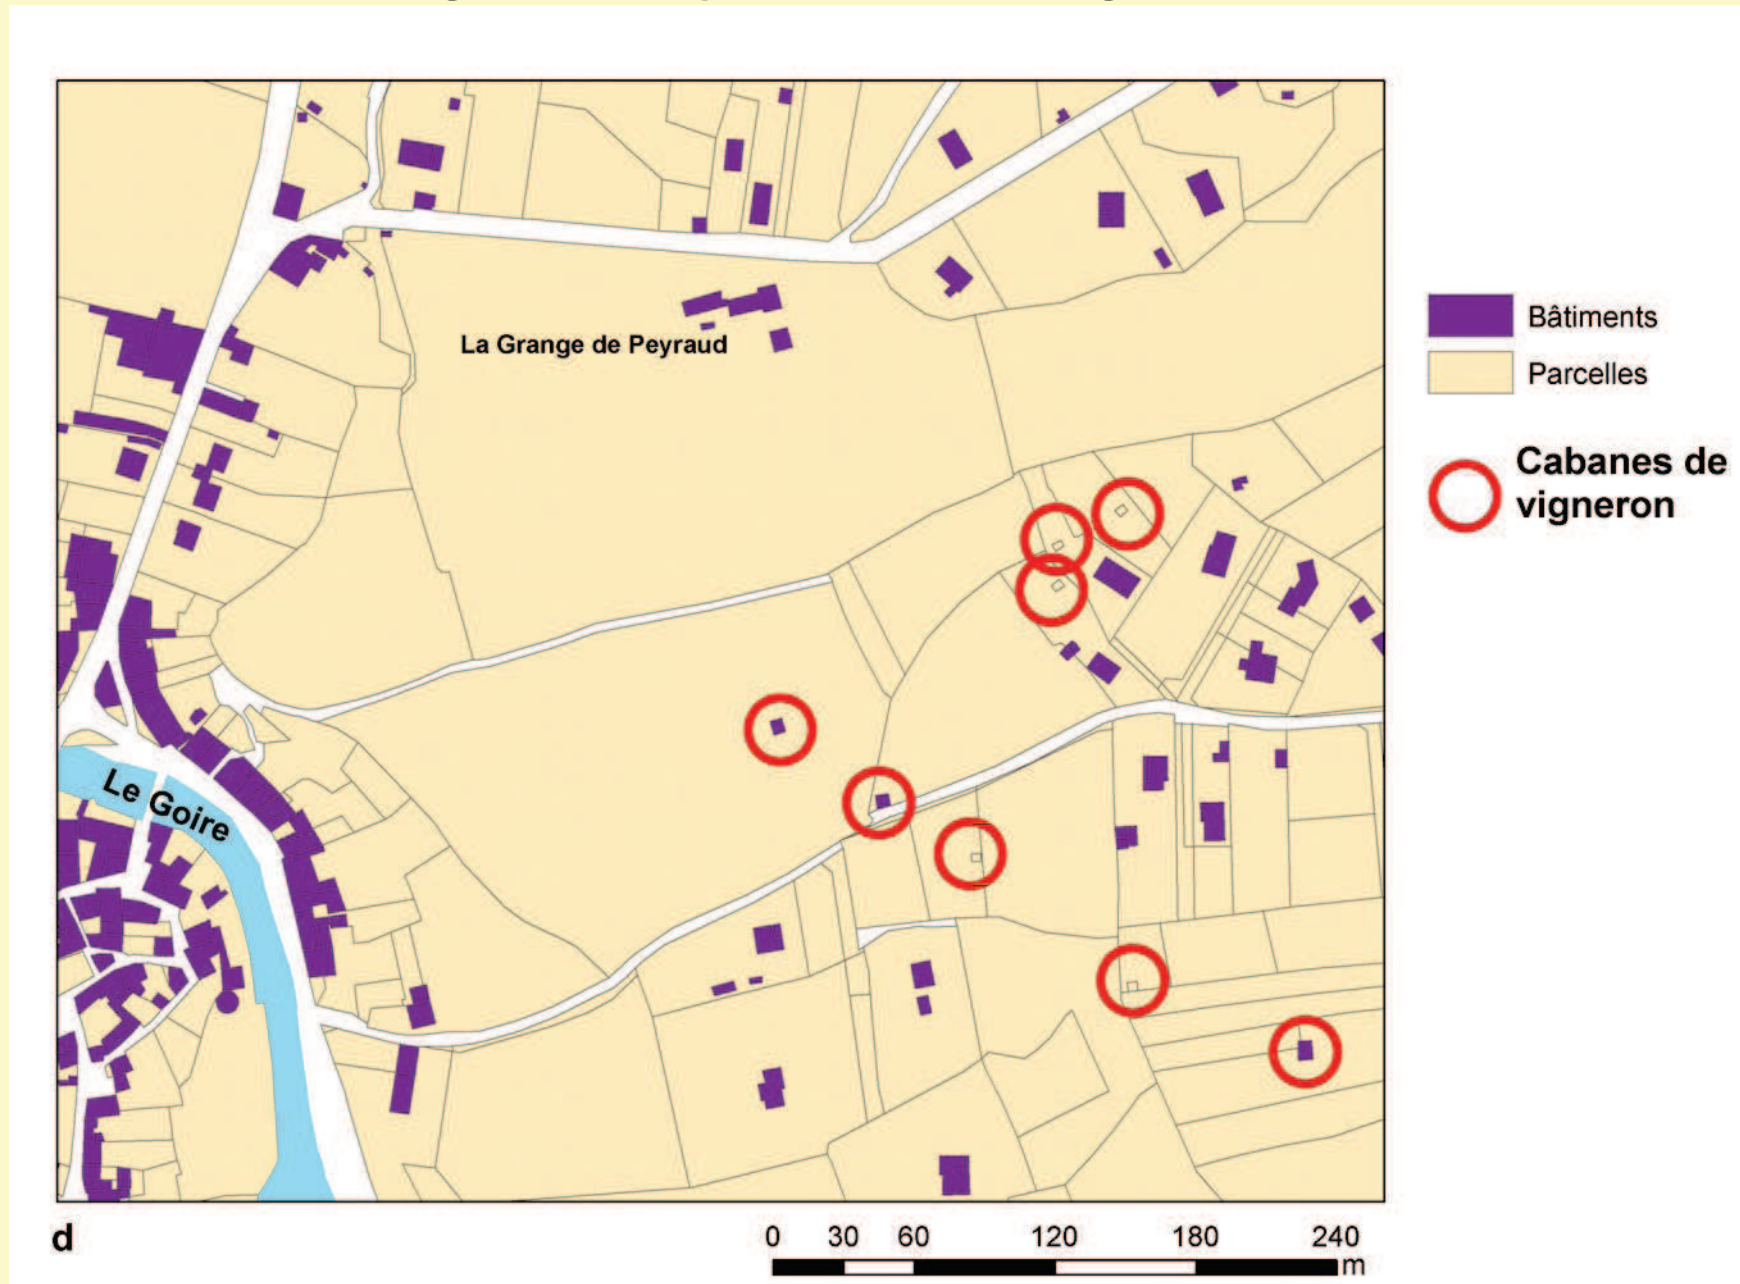 La Grange de Peyraud
Le Goire
Bâtiments
Parcelles
Cabanes de
vigneron
d
0 30 60 120 180 240
m